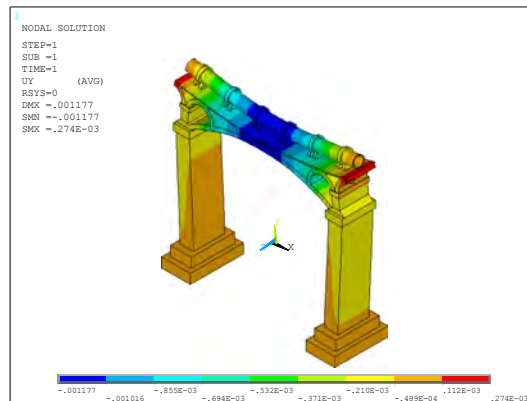 1
NODAL SOLUTION
STEP=1
SUB =1
TIME=1
UY (AVG)
RSYS=0
DMX =.001177
SMN =-.001177
SMX =.274E-03
Y
X
-.001177 -.855E-03 -.532E-03 -.210E-03 .112E-03
-.001016 -.694E-03 -.371E-03 -.489E-04 .274E-03